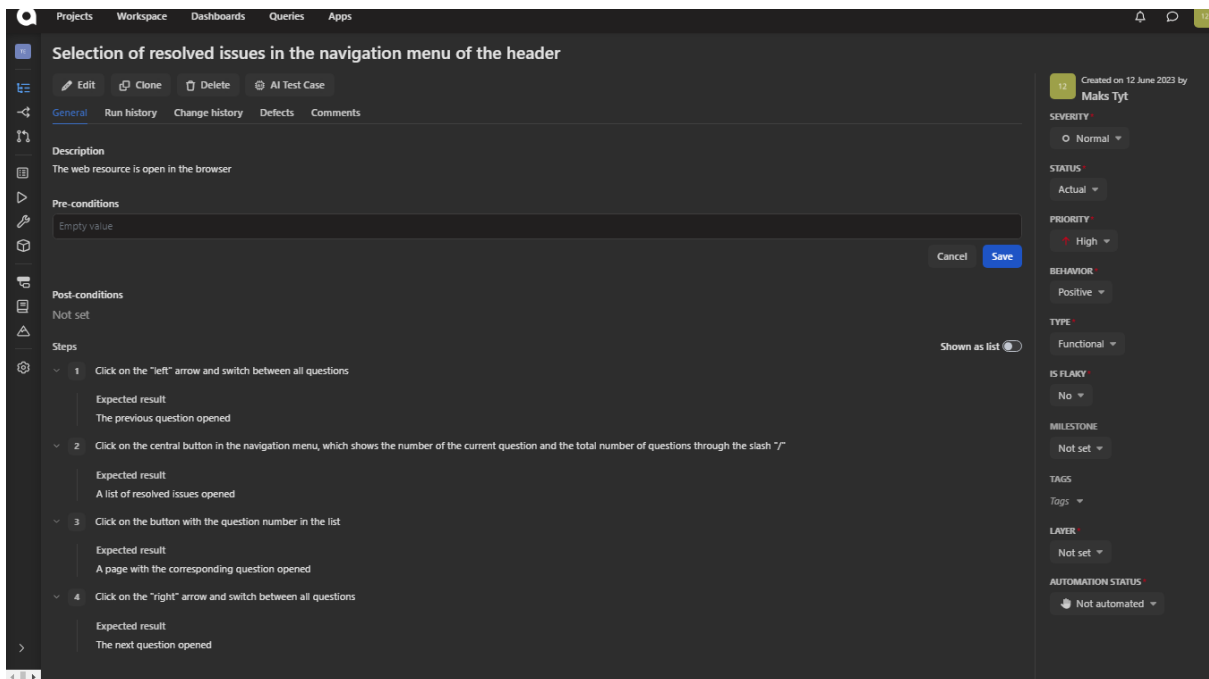 Projects Workspace Dashboards Queries Apps
12
TC
Selection of resolved issues in the navigation menu of the header
Edit Clone Delete AI Test Case
General Run history Change history Defects Comments
Description
The web resource is open in the browser
Pre-conditions
Empty value
Cancel Save
Post-conditions
Not set
Steps
Shown as list
1 Click on the "left" arrow and switch between all questions
Expected result
The previous question opened
2 Click on the central button in the navigation menu, which shows the number of the current question and the total number of questions through the slash "/"
Expected result
A list of resolved issues opened
3 Click on the button with the question number in the list
Expected result
A page with the corresponding question opened
4 Click on the "right" arrow and switch between all questions
Expected result
The next question opened
12
Created on 12 June 2023 by
Maks Tyt
SEVERITY*
Normal
STATUS*
Actual
PRIORITY*
High
BEHAVIOR*
Positive
TYPE*
Functional
IS FLAKY*
No
MILESTONE
Not set
TAGS
Tags
LAYER*
Not set
AUTOMATION STATUS*
Not automated